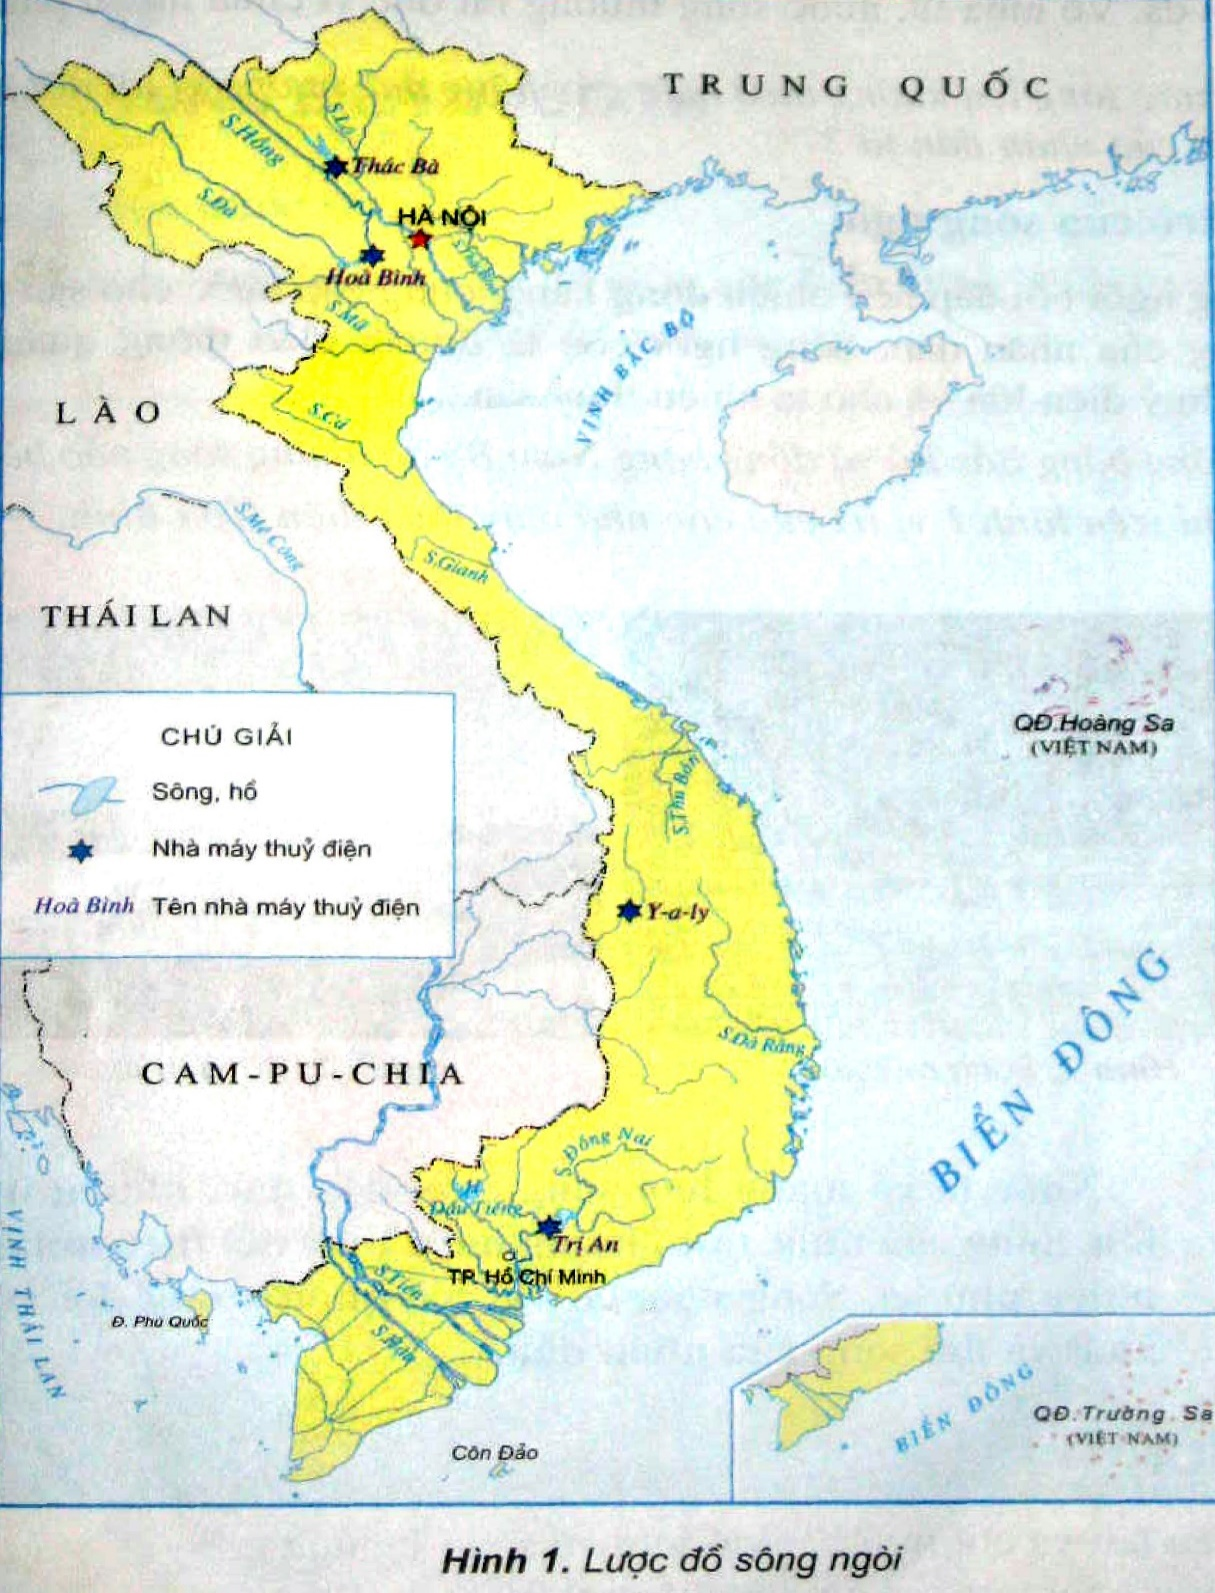 TRUNG QUỐC
S.Hồng
S.Lô
Thác Bà
S.Đà
HÀ NỘI
Hoà Bình
S.Mã
VỊNH BẮC BỘ
LÀO
S.Cả
S.Mê Công
S.Gianh
THÁI LAN
QĐ.Hoàng Sa
(VIỆT NAM)
CHÚ GIẢI
Sông, hồ
Nhà máy thuỷ điện
Hoà Bình Tên nhà máy thuỷ điện
S.Thu Bồn
Y-a-ly
S.Đà Rằng
CAM-PU-CHIA
BIỂN ĐÔNG
S.Đồng Nai
H.
Dầu Tiếng
Trị An
TP. Hồ Chí Minh
S.Tiền
S.Hậu
VỊNH THÁI LAN
Đ. Phú Quốc
Côn Đảo
BIỂN ĐÔNG
QĐ.Trường Sa
(VIỆT NAM)
Hình 1. Lược đồ sông ngòi